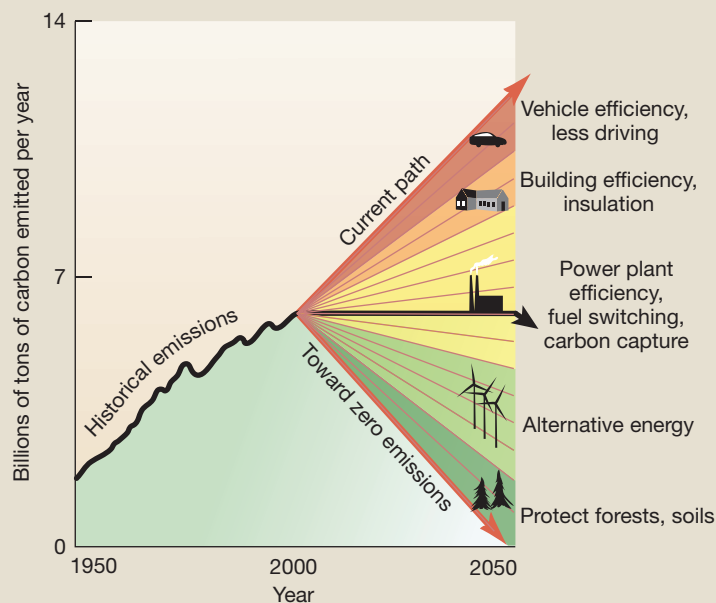 14
Billions of tons of carbon emitted per year
7
0
1950
2000
2050
Year
Historical emissions
Current path
Toward zero emissions
Vehicle efficiency,
less driving
Building efficiency,
insulation
Power plant
efficiency,
fuel switching,
carbon capture
Alternative energy
Protect forests, soils